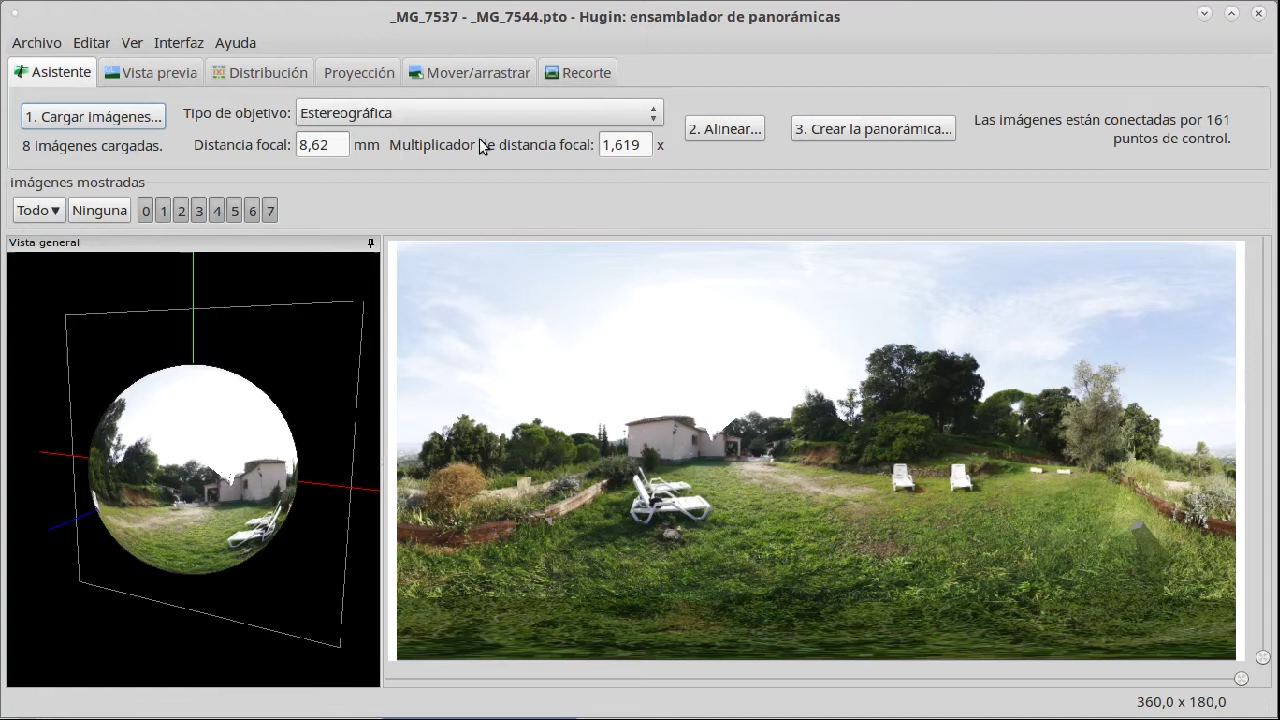 _MG_7537 - _MG_7544.pto - Hugin: ensamblador de panorámicas
Archivo Editar Ver Interfaz Ayuda
Asistente Vista previa Distribución Proyección Mover/arrastrar Recorte
1. Cargar imágenes... Tipo de objetivo: Estereográfica 2. Alinear... 3. Crear la panorámica... Las imágenes están conectadas por 161
puntos de control.
8 imágenes cargadas. Distancia focal: 8,62 mm Multiplicador de distancia focal: 1,619 x
Imágenes mostradas
Todo▼ Ninguna 0 1 2 3 4 5 6 7
Vista general
360,0 x 180,0